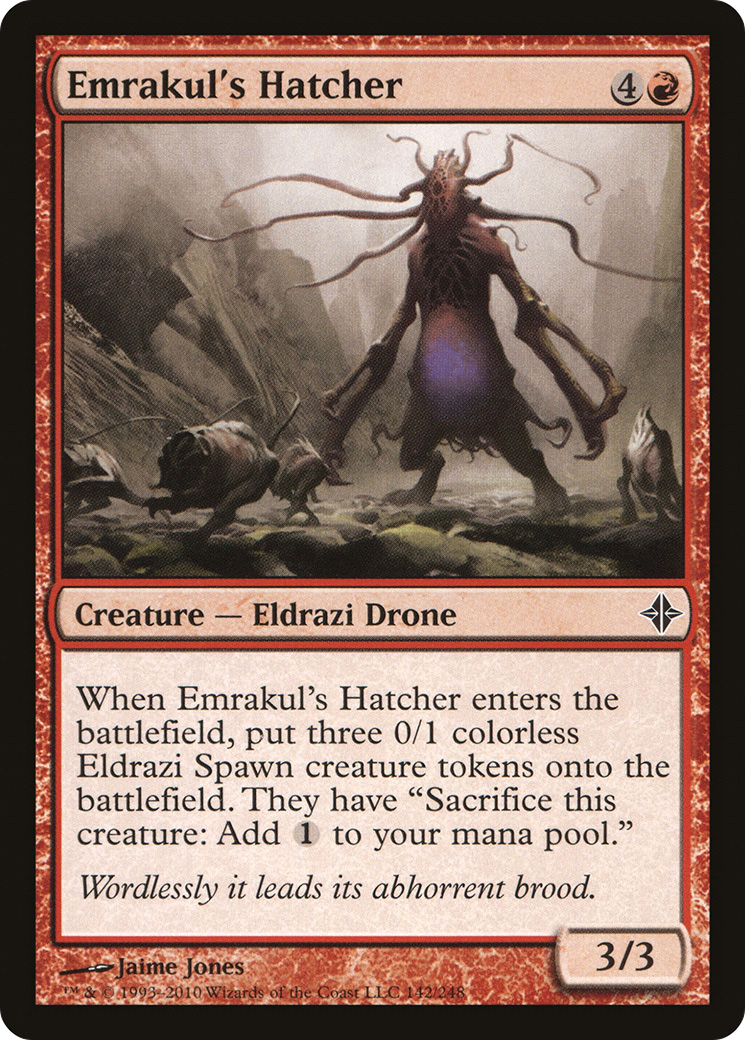 Emrakul's Hatcher 4
Creature — Eldrazi Drone
When Emrakul's Hatcher enters the
battlefield, put three 0/1 colorless
Eldrazi Spawn creature tokens onto the
battlefield. They have “Sacrifice this
creature: Add 1 to your mana pool.”
Wordlessly it leads its abhorrent brood.
3/3
Jaime Jones
™ & © 1993–2010 Wizards of the Coast LLC 142/248